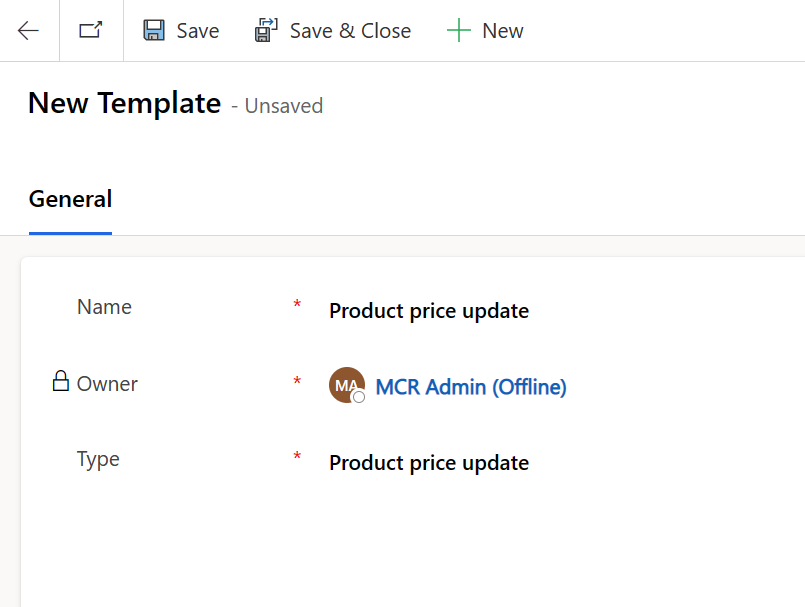 Save Save & Close New
New Template - Unsaved
General
Name * Product price update
Owner * MA MCR Admin (Offline)
Type * Product price update